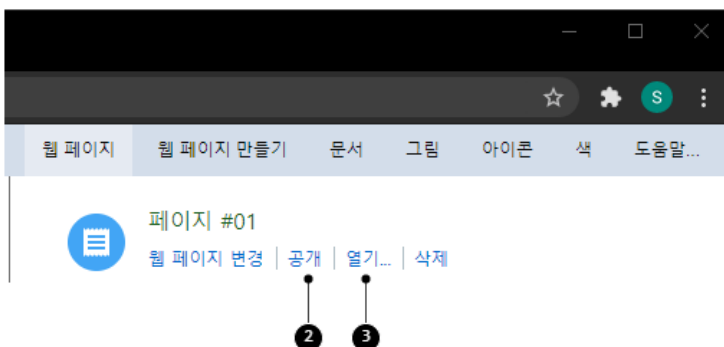 S
웹 페이지 웹 페이지 만들기 문서 그림 아이콘 색 도움말...
페이지 #01
웹 페이지 변경 공개 열기... 삭제
2 3